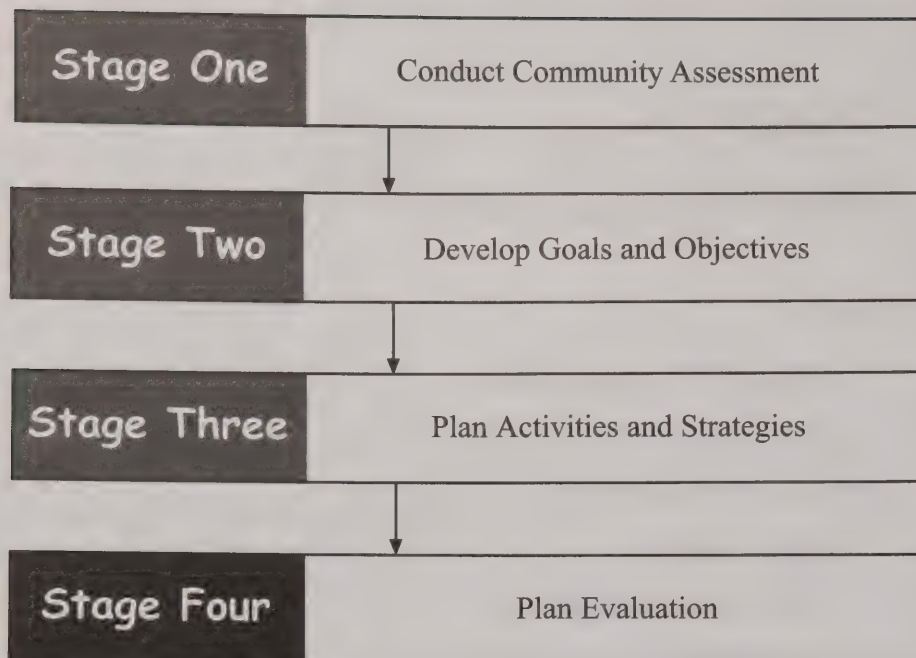 Stage One
Conduct Community Assessment
Stage Two
Develop Goals and Objectives
Stage Three
Plan Activities and Strategies
Stage Four
Plan Evaluation